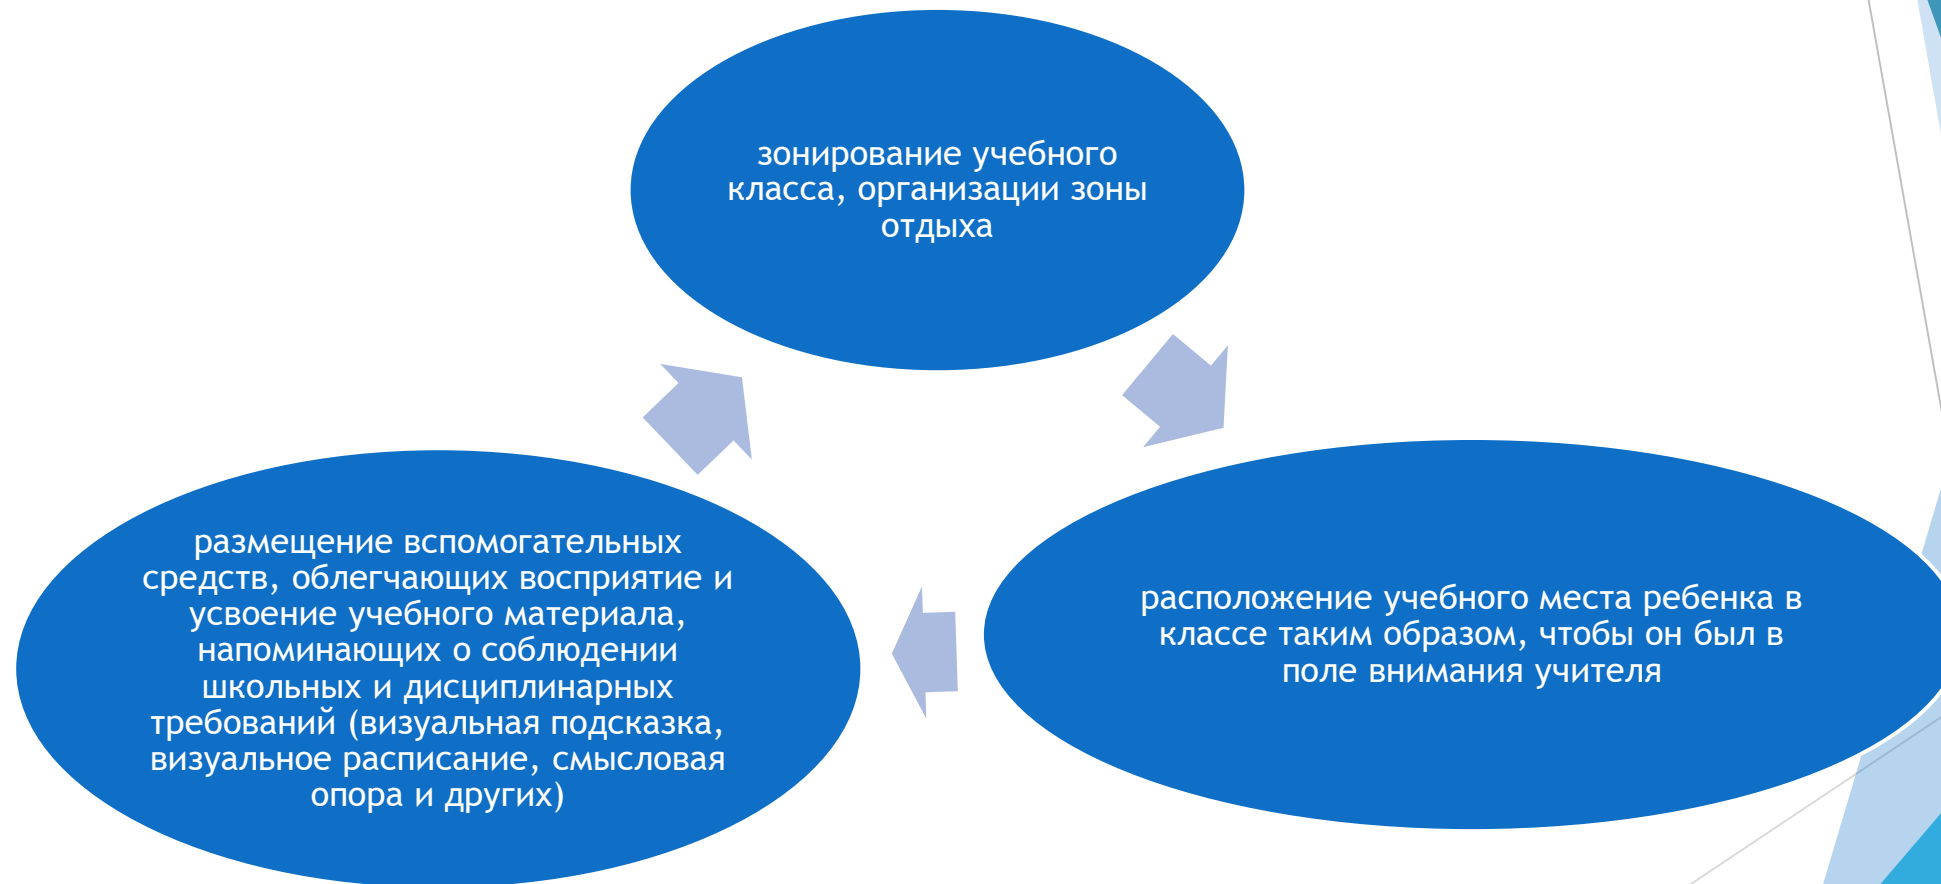 зонирование учебного
класса, организации зоны
отдыха
расположение учебного места ребенка в
классе таким образом, чтобы он был в
поле внимания учителя
размещение вспомогательных
средств, облегчающих восприятие и
усвоение учебного материала,
напоминающих о соблюдении
школьных и дисциплинарных
требований (визуальная подсказка,
визуальное расписание, смысловая
опора и других)